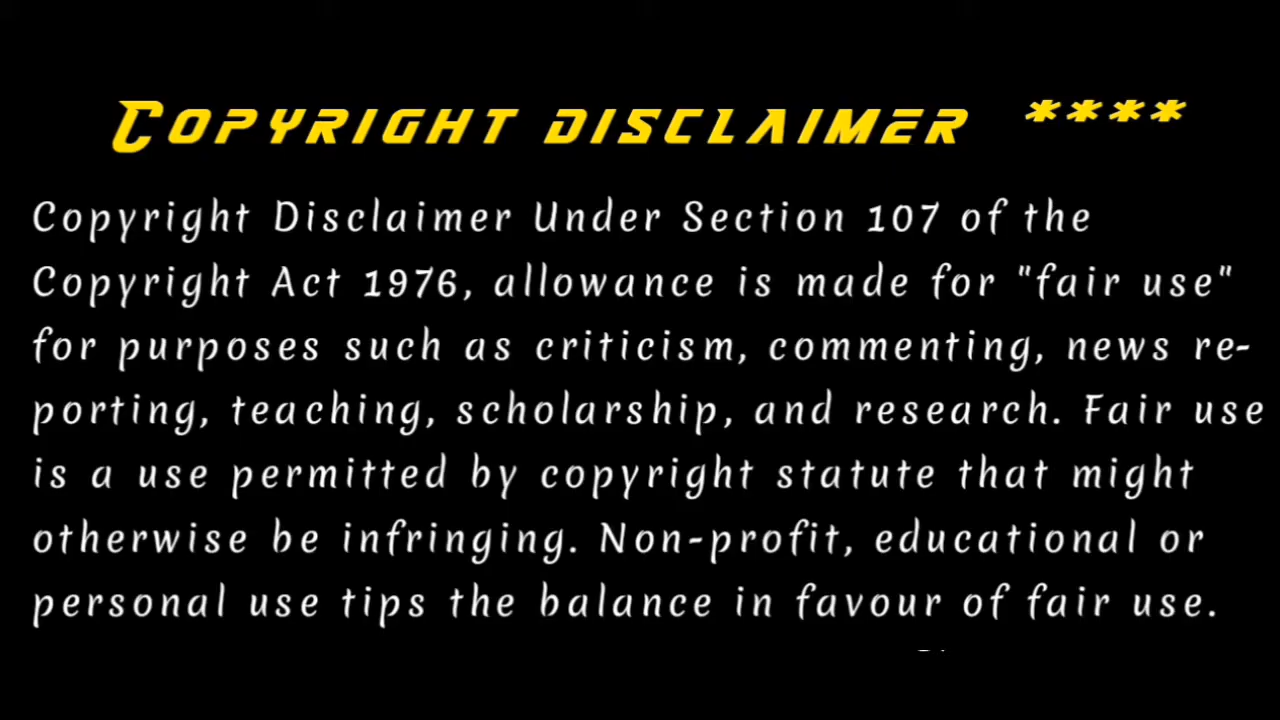 Copyright disclaimer ****
Copyright Disclaimer Under Section 107 of the
Copyright Act 1976, allowance is made for "fair use"
for purposes such as criticism, commenting, news re-
porting, teaching, scholarship, and research. Fair use
is a use permitted by copyright statute that might
otherwise be infringing. Non-profit, educational or
personal use tips the balance in favour of fair use.